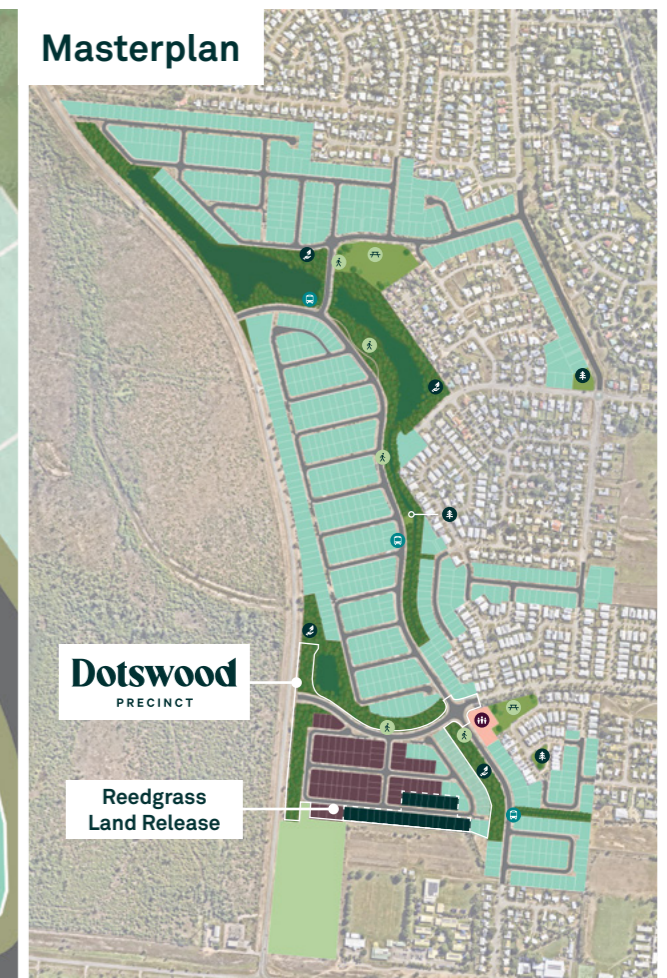 Masterplan
Dotswood
PRECINCT
Reedgrass
Land Release